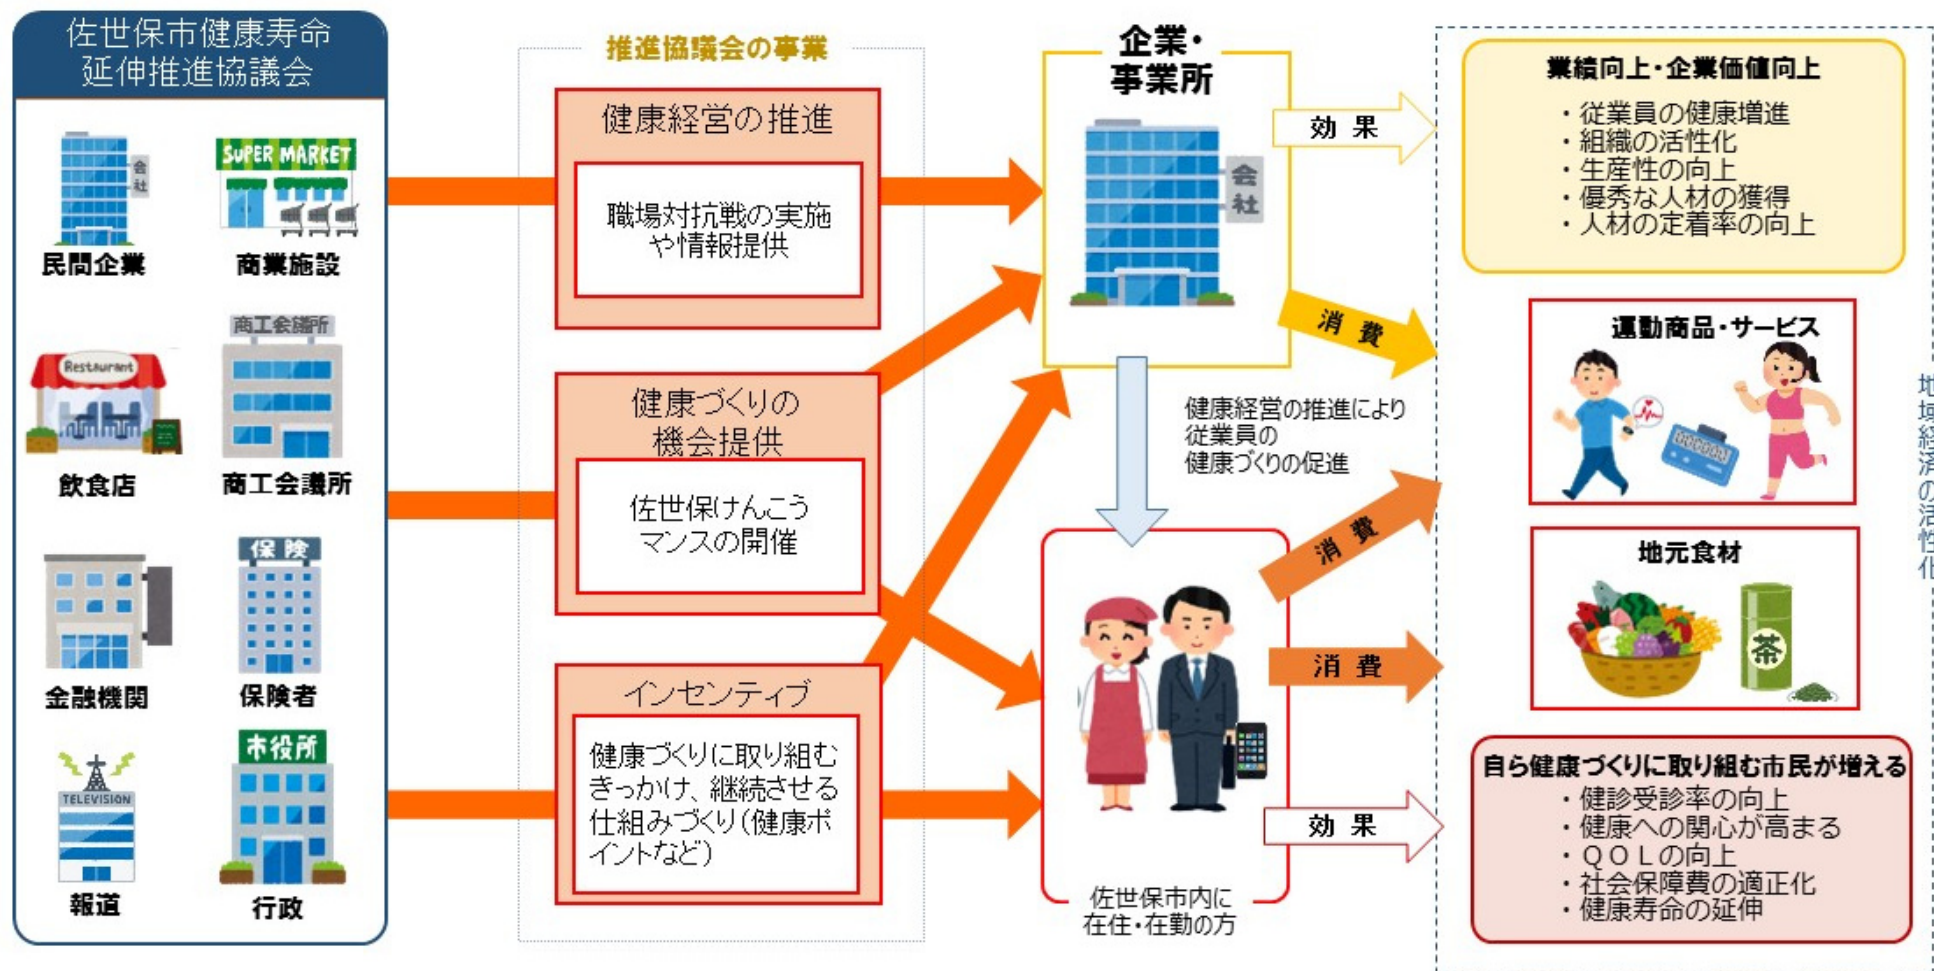 佐世保市健康寿命
延伸推進協議会
会社
民間企業
SUPER MARKET
商業施設
Restaurant
飲食店
商工会議所
商工会議所
金融機関
保険
保険者
TELEVISION
報道
市役所
行政
推進協議会の事業
健康経営の推進
職場対抗戦の実施
や情報提供
健康づくりの
機会提供
佐世保けんこう
マンスの開催
インセンティブ
健康づくりに取り組む
きっかけ、継続させる
仕組みづくり(健康ポ
イントなど)
企業・
事業所
会社
健康経営の推進により
従業員の
健康づくりの促進
佐世保市内に
在住・在勤の方
効 果
消 費
消 費
消 費
効 果
業績向上・企業価値向上
・従業員の健康増進
・組織の活性化
・生産性の向上
・優秀な人材の獲得
・人材の定着率の向上
運動商品・サービス
地元食材
茶
自ら健康づくりに取り組む市民が増える
・健診受診率の向上
・健康への関心が高まる
・ＱＯＬの向上
・社会保障費の適正化
・健康寿命の延伸
地域経済の活性化